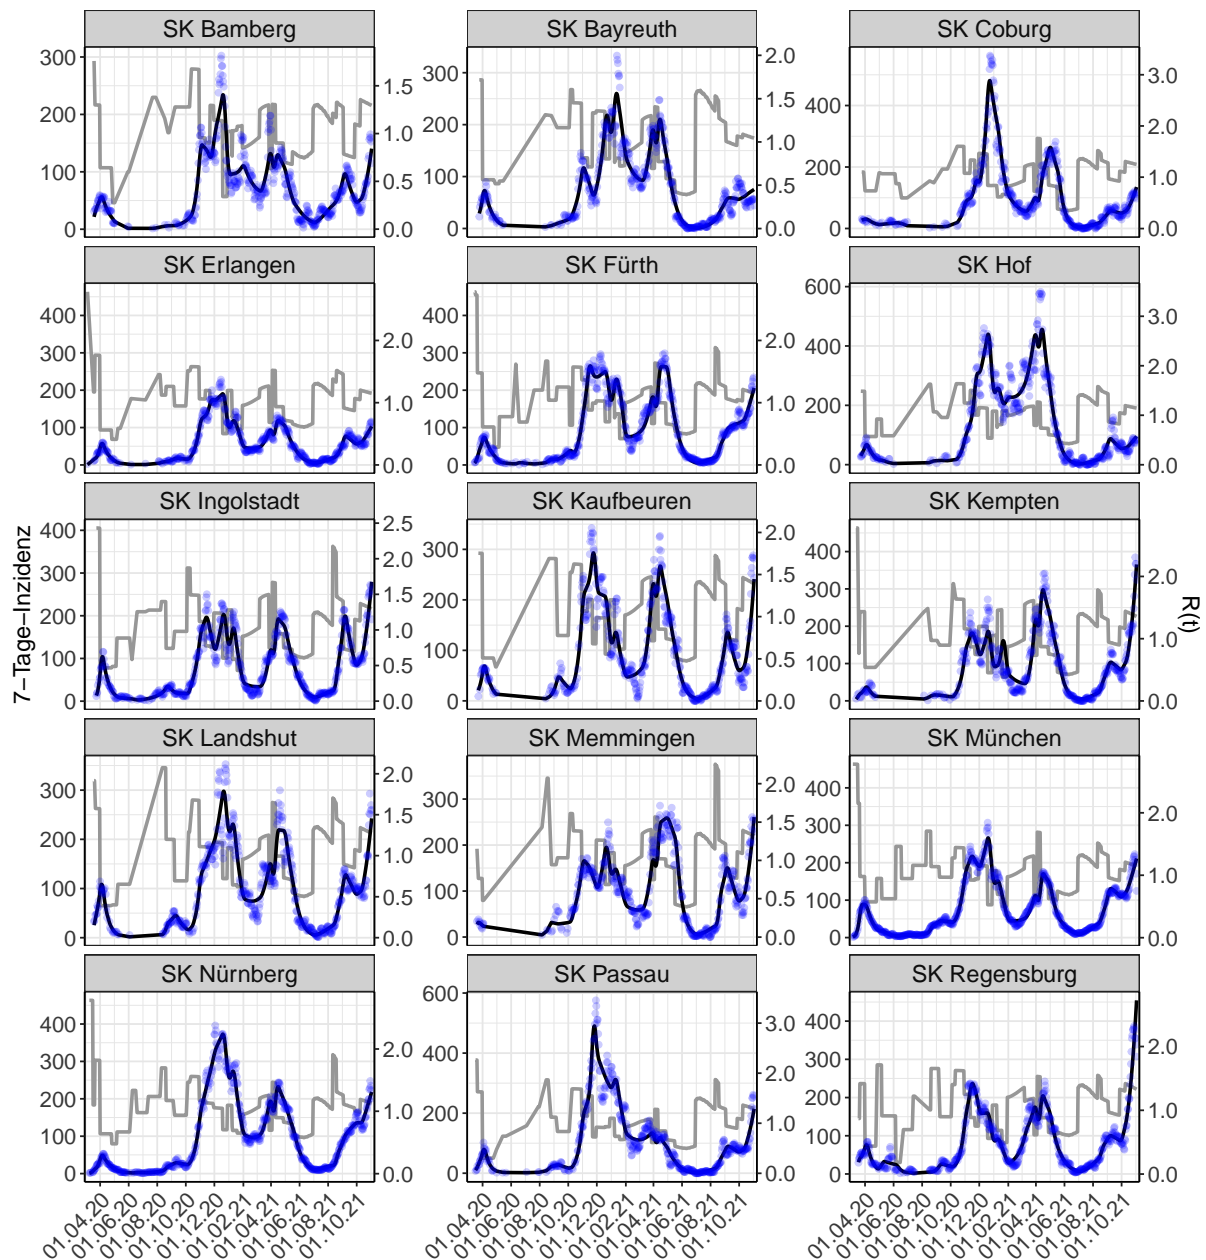 SK Bamberg SK Bayreuth SK Coburg
300 200 100 0 1.5 1.0 0.5 0.0 300 200 100 0 2.0 1.5 1.0 0.5 0.0 400 200 0 3.0 2.0 1.0 0.0
SK Erlangen SK Fürth SK Hof
400 300 200 100 0 2.0 1.0 0.0 400 300 200 100 0 2.0 1.0 0.0 600 400 200 0 3.0 2.0 1.0 0.0
SK Ingolstadt SK Kaufbeuren SK Kempten
400 300 200 100 0 2.5 2.0 1.5 1.0 0.5 0.0 300 200 100 0 2.0 1.5 1.0 0.5 0.0 400 300 200 100 0 2.0 1.0 0.0
7−Tage−Inzidenz
R(t)
SK Landshut SK Memmingen SK München
300 200 100 0 2.0 1.5 1.0 0.5 0.0 300 200 100 0 2.0 1.5 1.0 0.5 0.0 400 300 200 100 0 2.0 1.0 0.0
SK Nürnberg SK Passau SK Regensburg
400 300 200 100 0 2.0 1.0 0.0 600 400 200 0 3.0 2.0 1.0 0.0 400 300 200 100 0 2.0 1.0 0.0
01.04.20 01.06.20 01.08.20 01.10.20 01.12.20 01.02.21 01.04.21 01.06.21 01.08.21 01.10.21 01.04.20 01.06.20 01.08.20 01.10.20 01.12.20 01.02.21 01.04.21 01.06.21 01.08.21 01.10.21 01.04.20 01.06.20 01.08.20 01.10.20 01.12.20 01.02.21 01.04.21 01.06.21 01.08.21 01.10.21